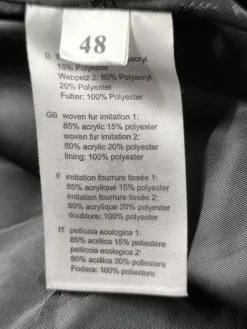 48
D W
lyacryl
15% Polyester
Webpelz 2: 80% Polyacryl
20% Polyester
Futter: 100% Polyester
GB woven fur imitation 1:
85% acrylic 15% polyester
woven fur imitation 2:
80% acrylic 20% polyester
lining: 100% polyester
F imitation fourrure tissée 1:
85% acrylique 15% polyester
imitation fourrure tissée 2:
80% acrylique 20% polyester
doublure: 100% polyester
IT pelliccia ecologica 1:
85% acrilica 15% poliestere
pelliccia ecologica 2:
80% acrilica 20% poliestere
Fodera: 100% poliestere